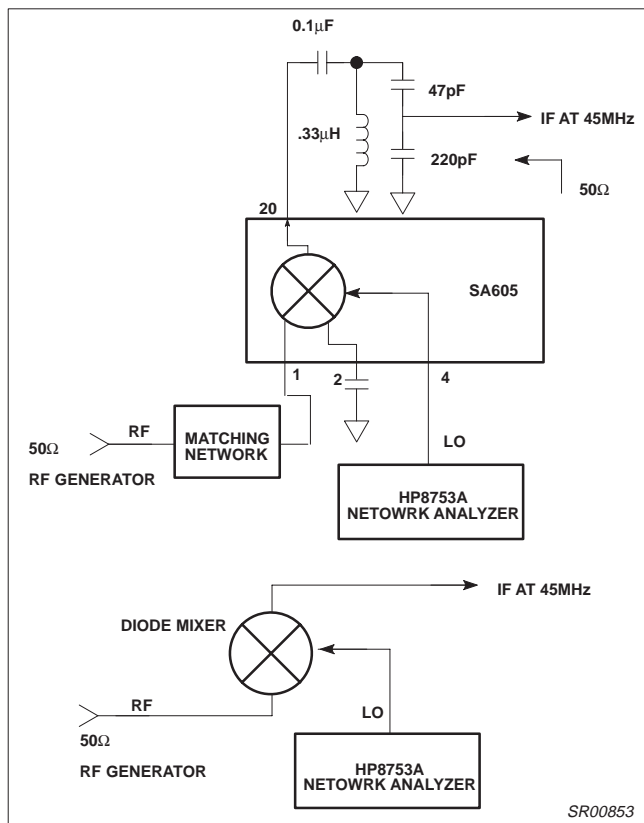 0.1μF
47pF
IF AT 45MHz
.33μH
220pF
50Ω
20
SA605
1
2
4
RF
MATCHING
NETWORK
50Ω
RF GENERATOR
LO
HP8753A
NETOWRK ANALYZER
IF AT 45MHz
DIODE MIXER
RF
LO
50Ω
RF GENERATOR
HP8753A
NETOWRK ANALYZER
SR00853